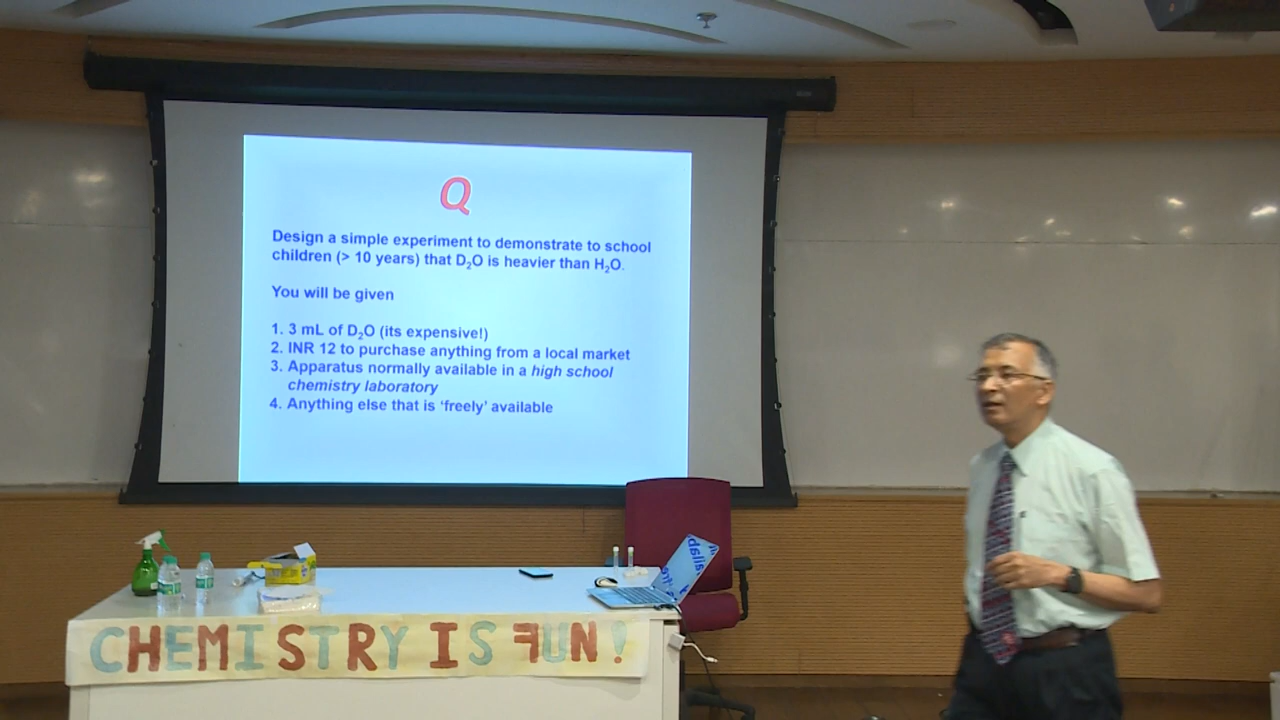 Q
Design a simple experiment to demonstrate to school
children (> 10 years) that D₂O is heavier than H₂O.
You will be given
1. 3 mL of D₂O (its expensive!)
2. INR 12 to purchase anything from a local market
3. Apparatus normally available in a high school
chemistry laboratory
4. Anything else that is ‘freely’ available
CHEMISTRY IS FUN!